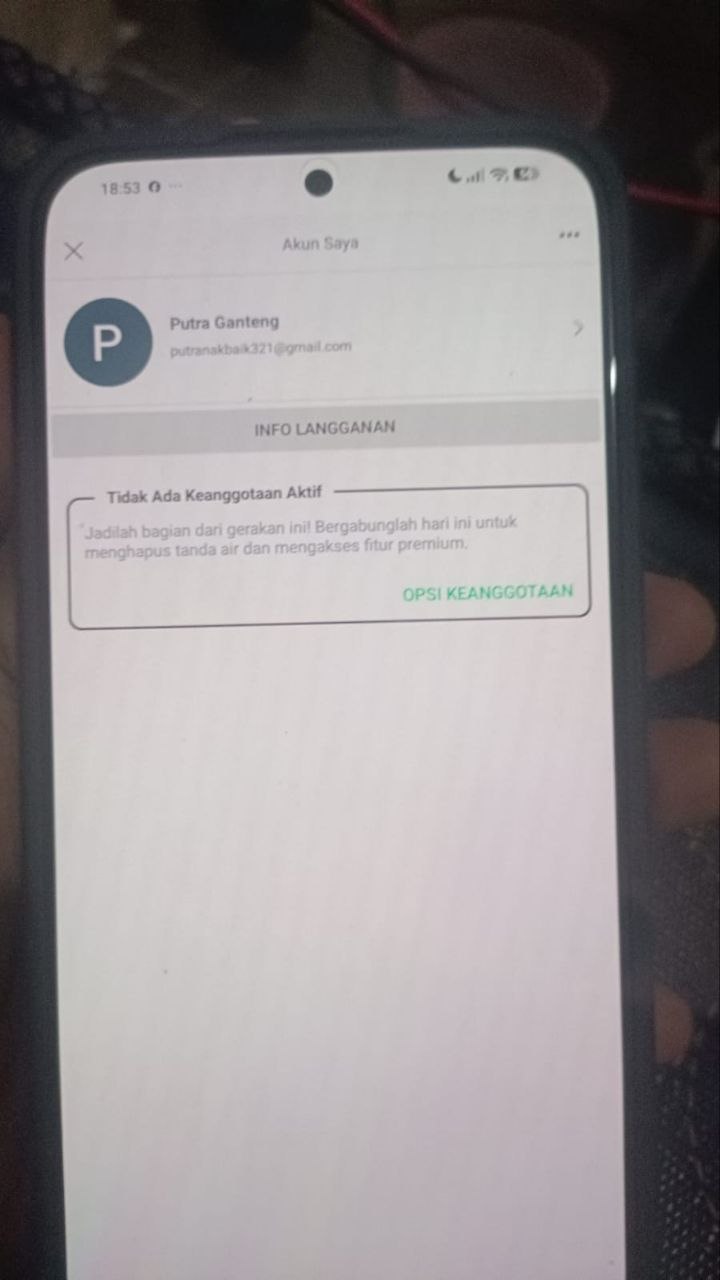 18:53
Akun Saya
P
Putra Ganteng
putranakbaik321@gmail.com
INFO LANGGANAN
Tidak Ada Keanggotaan Aktif
Jadilah bagian dari gerakan ini! Bergabunglah hari ini untuk
menghapus tanda air dan mengakses fitur premium.
OPSI KEANGGOTAAN